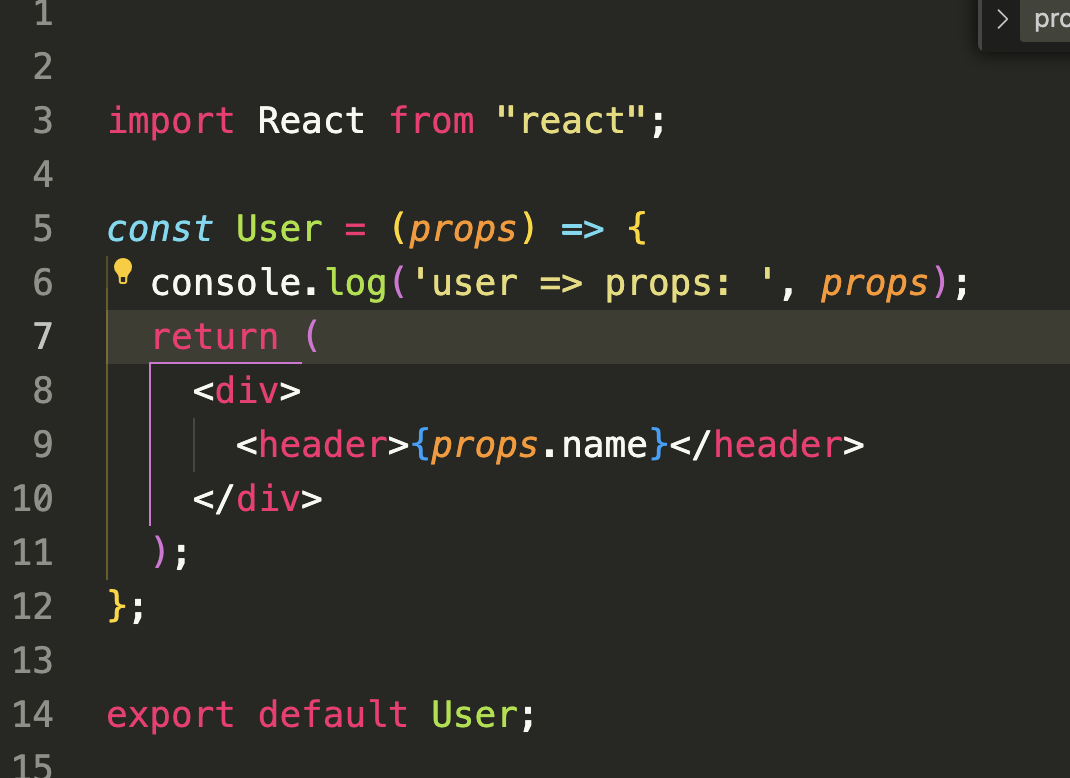 1
pro
2
3 import React from "react";
4
5 const User = (props) => {
6 console.log('user => props: ', props);
7 return (
8 <div>
9 <header>{props.name}</header>
10 </div>
11 );
12 };
13
14 export default User;
15